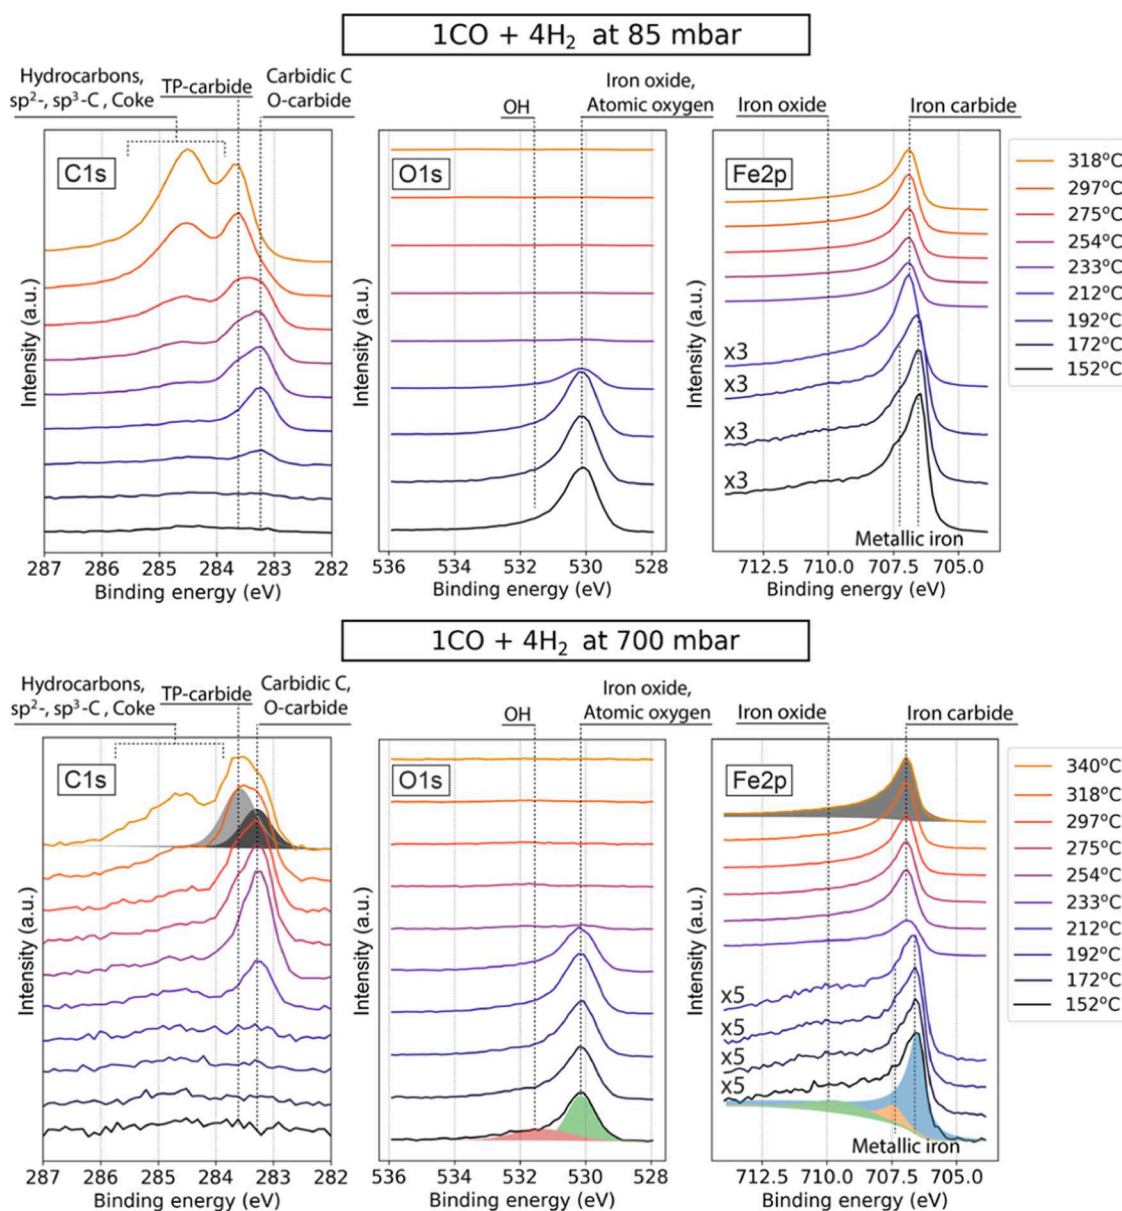 1CO + 4H₂ at 85 mbar
Hydrocarbons,
sp²-, sp³-C , Coke
TP-carbide
Carbidic C
O-carbide
OH
Iron oxide,
Atomic oxygen
Iron oxide
Iron carbide
C1s
O1s
Fe2p
Intensity (a.u.)
Intensity (a.u.)
Intensity (a.u.)
x3
x3
x3
x3
Metallic iron
318°C
297°C
275°C
254°C
233°C
212°C
192°C
172°C
152°C
287 286 285 284 283 282
Binding energy (eV)
536 534 532 530 528
Binding energy (eV)
712.5 710.0 707.5 705.0
Binding energy (eV)
1CO + 4H₂ at 700 mbar
Hydrocarbons,
sp²-, sp³-C , Coke
TP-carbide
Carbidic C,
O-carbide
OH
Iron oxide,
Atomic oxygen
Iron oxide
Iron carbide
C1s
O1s
Fe2p
Intensity (a.u.)
Intensity (a.u.)
Intensity (a.u.)
x5
x5
x5
x5
Metallic iron
340°C
318°C
297°C
275°C
254°C
233°C
212°C
192°C
172°C
152°C
287 286 285 284 283 282
Binding energy (eV)
536 534 532 530 528
Binding energy (eV)
712.5 710.0 707.5 705.0
Binding energy (eV)